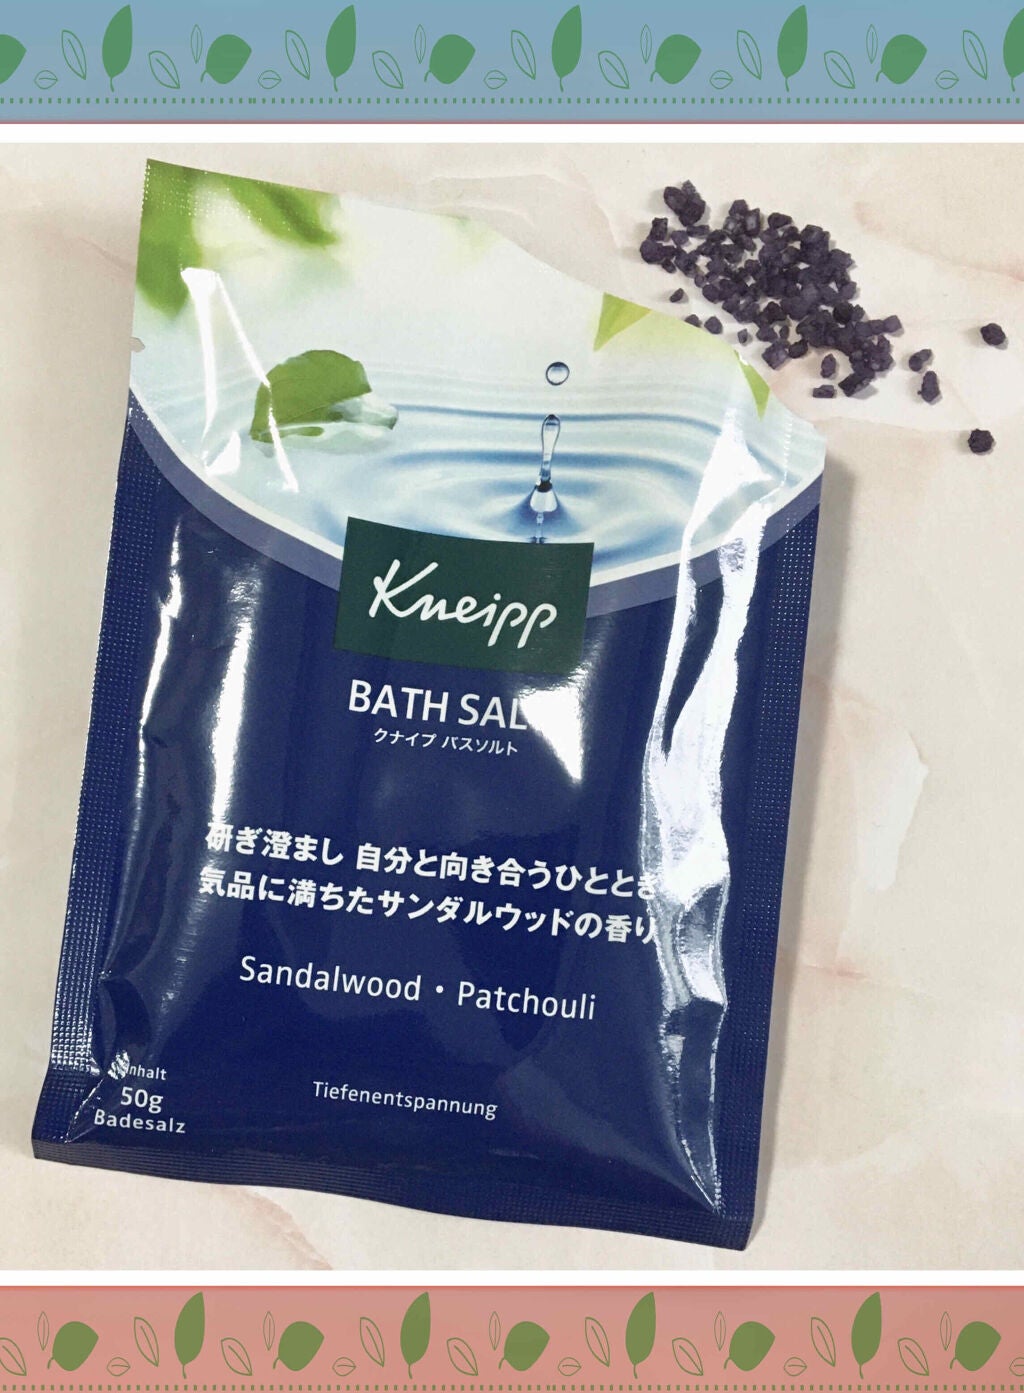 Kneipp
BATH SAL
クナイプ バスソルト
研ぎ澄まし 自分と向き合うひととき
気品に満ちたサンダルウッドの香り
Sandalwood・Patchouli
Inhalt
50g
Badesalz
Tiefenentspannung